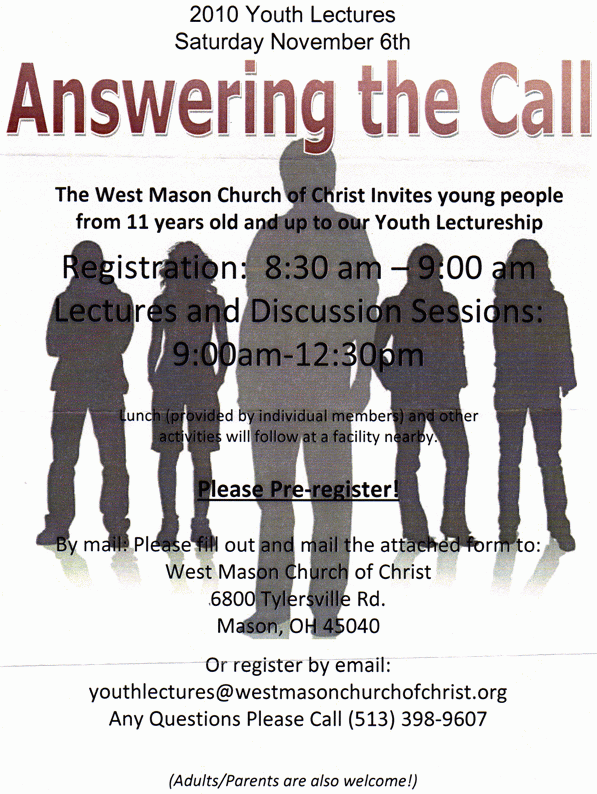 2010 Youth Lectures
Saturday November 6th
Answering the Call
The West Mason Church of Christ Invites young people
from 11 years old and up to our Youth Lectureship
Registration:  8:30 am – 9:00 am
Lectures and Discussion Sessions:
9:00am-12:30pm
Lunch (provided by individual members) and other
activities will follow at a facility nearby.
Please Pre-register!
By mail: Please fill out and mail the attached form to:
West Mason Church of Christ
6800 Tylersville Rd.
Mason, OH 45040
Or register by email:
youthlectures@westmasonchurchofchrist.org
Any Questions Please Call (513) 398-9607
(Adults/Parents are also welcome!)